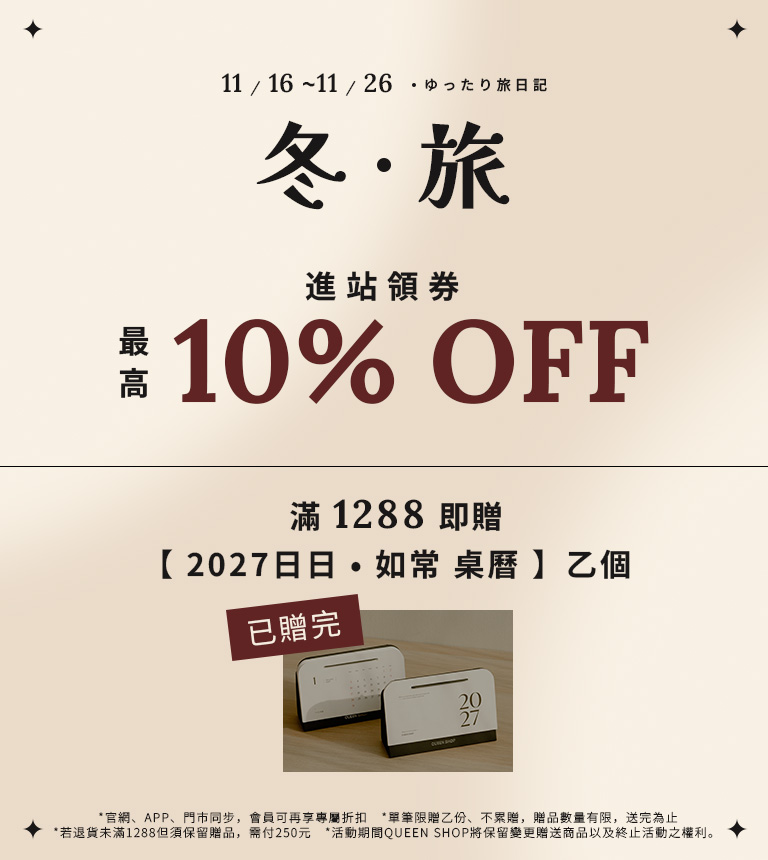 11 / 16 ~11 / 26 ・ゆったり旅日記
冬・旅
進站領券
最高 10% OFF
滿 1288 即贈
【 2027日日・如常 桌曆 】乙個
已贈完
20
27
QUEEN SHOP
*官網、APP、門市同步，會員可再享專屬折扣　*單筆限贈乙份、不累贈，贈品數量有限，送完為止
*若退貨未滿1288但須保留贈品，需付250元　*活動期間QUEEN SHOP將保留變更贈送商品以及終止活動之權利。